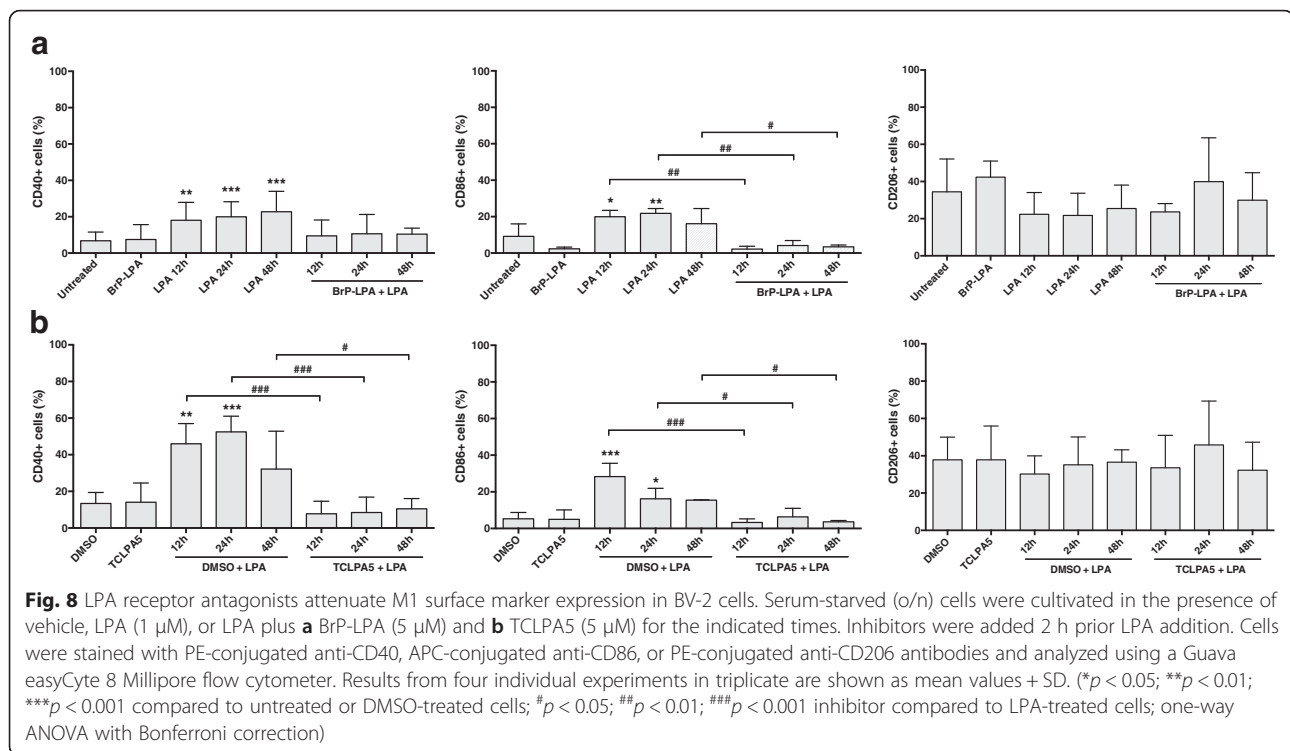 a
CD40+ cells (%)
100
80
60
40
20
0
** *** ***
Untreated
BrP-LPA
LPA 12h
LPA 24h
LPA 48h
12h
24h
48h
BrP-LPA + LPA
CD86+ cells (%)
100
80
60
40
20
0
#
##
##
* **
Untreated
BrP-LPA
LPA 12h
LPA 24h
LPA 48h
12h
24h
48h
BrP-LPA + LPA
CD206+ cells (%)
100
80
60
40
20
0
Untreated
BrP-LPA
LPA 12h
LPA 24h
LPA 48h
12h
24h
48h
BrP-LPA + LPA
b
CD40+ cells (%)
100
80
60
40
20
0
#
###
###
** ***
DMSO
TCLPA5
12h
24h
48h
12h
24h
48h
DMSO + LPA
TCLPA5 + LPA
CD86+ cells (%)
100
80
60
40
20
0
#
#
###
*** *
DMSO
TCLPA5
12h
24h
48h
12h
24h
48h
DMSO + LPA
TCLPA5 + LPA
CD206+ cells (%)
100
80
60
40
20
0
DMSO
TCLPA5
12h
24h
48h
12h
24h
48h
DMSO + LPA
TCLPA5 + LPA
Fig. 8 LPA receptor antagonists attenuate M1 surface marker expression in BV-2 cells. Serum-starved (o/n) cells were cultivated in the presence of
vehicle, LPA (1 μM), or LPA plus a BrP-LPA (5 μM) and b TCLPA5 (5 μM) for the indicated times. Inhibitors were added 2 h prior LPA addition. Cells
were stained with PE-conjugated anti-CD40, APC-conjugated anti-CD86, or PE-conjugated anti-CD206 antibodies and analyzed using a Guava
easyCyte 8 Millipore flow cytometer. Results from four individual experiments in triplicate are shown as mean values + SD. (*p < 0.05; **p < 0.01;
***p < 0.001 compared to untreated or DMSO-treated cells; #p < 0.05; ##p < 0.01; ###p < 0.001 inhibitor compared to LPA-treated cells; one-way
ANOVA with Bonferroni correction)